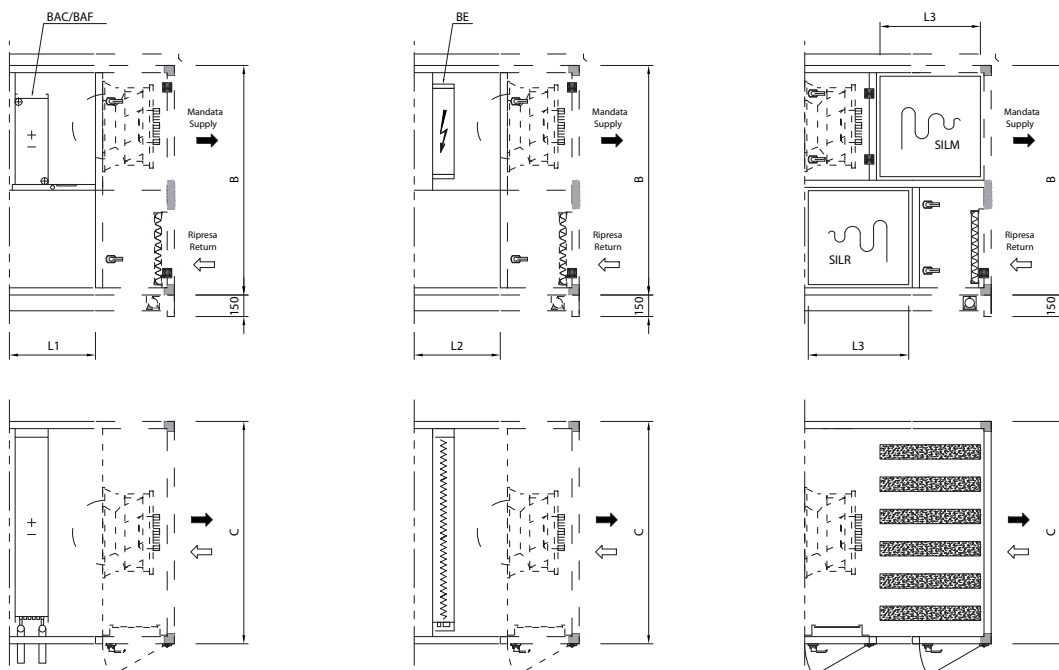 BAC/BAF
BE
L3
Mandata
Supply
B
Ripresa
Return
150
L1
Mandata
Supply
B
Ripresa
Return
150
L2
SILM
Mandata
Supply
B
SILR
Ripresa
Return
150
L3
C
C
C